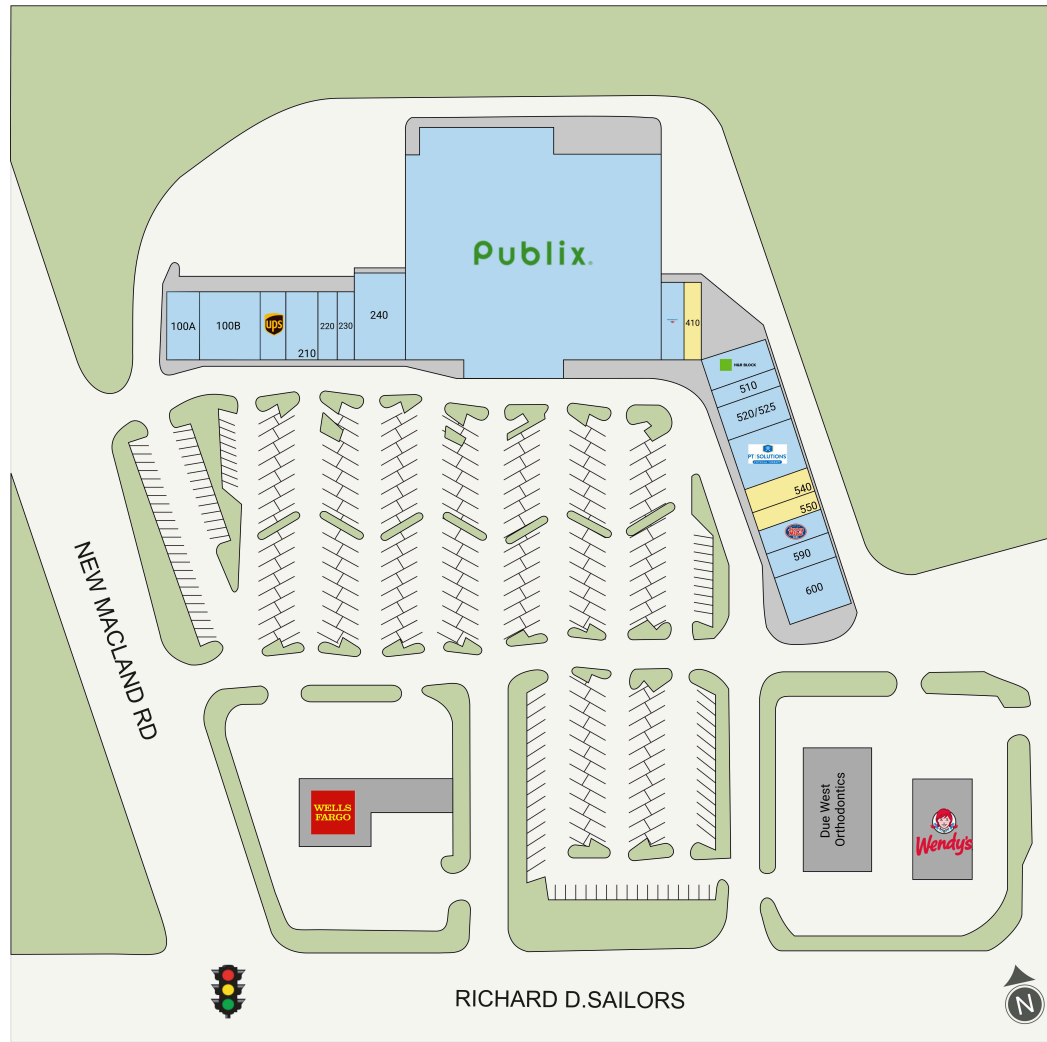 Publix.
100A
100B
ups
210
220
230
240
410
H&R BLOCK
510
520/525
PT SOLUTIONS
540
550
590
600
NEW MACLAND RD
WELLS
FARGO
Due West
Orthodontics
Wendy's
RICHARD D.SAILORS
N